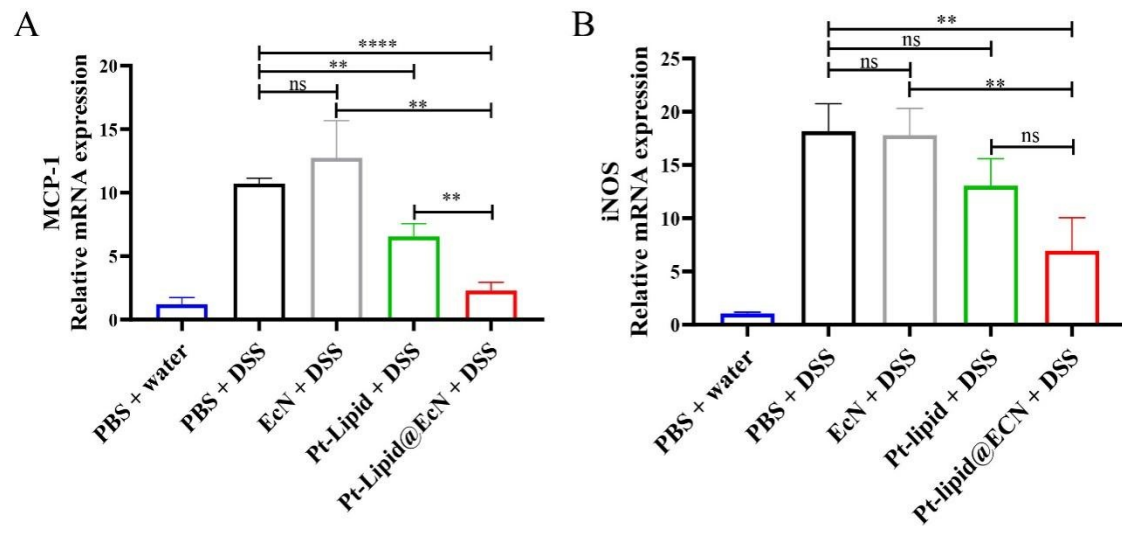 A
MCP-1
Relative mRNA expression
20
15
10
5
0
****
**
ns
**
**
PBS + water
PBS + DSS
EcN + DSS
Pt-Lipid + DSS
Pt-Lipid@EcN + DSS
B
iNOS
Relative mRNA expression
25
20
15
10
5
0
**
ns
ns
**
ns
PBS + water
PBS + DSS
EcN + DSS
Pt-lipid + DSS
Pt-lipid@ECN + DSS